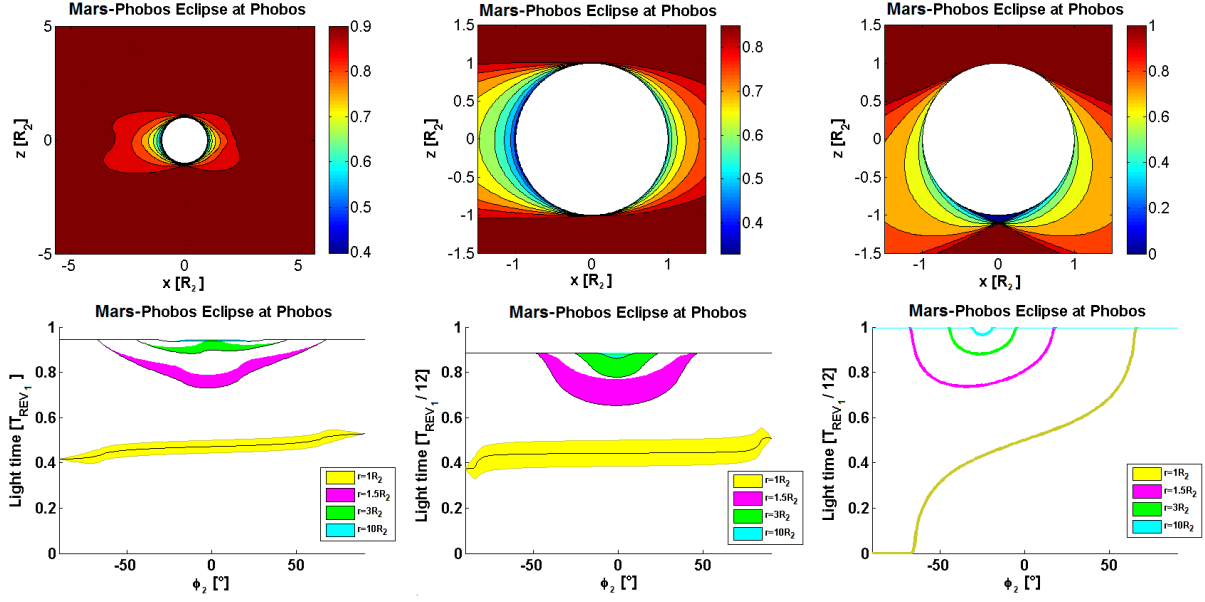 Mars-Phobos Eclipse at Phobos
Mars-Phobos Eclipse at Phobos
Mars-Phobos Eclipse at Phobos
5
0
-5
z [R₂]
-5
0
5
x [R₂]
0.9
0.8
0.7
0.6
0.5
0.4
1.5
1
0.5
0
-0.5
-1
-1.5
z [R₂]
-1
0
1
x [R₂]
0.8
0.7
0.6
0.5
0.4
1.5
1
0.5
0
-0.5
-1
-1.5
z [R₂]
-1
0
1
x [R₂]
1
0.8
0.6
0.4
0.2
0
Mars-Phobos Eclipse at Phobos
Mars-Phobos Eclipse at Phobos
Mars-Phobos Eclipse at Phobos
1
0.8
0.6
0.4
0.2
0
Light time [T_REV₁]
-50
0
50
ϕ₂ [°]
r=1R₂
r=1.5R₂
r=3R₂
r=10R₂
1
0.8
0.6
0.4
0.2
0
Light time [T_REV₁ / 12]
-50
0
50
ϕ₂ [°]
r=1R₂
r=1.5R₂
r=3R₂
r=10R₂
1
0.8
0.6
0.4
0.2
0
Light time [T_REV₁ / 12]
-50
0
50
ϕ₂ [°]
r=1R₂
r=1.5R₂
r=3R₂
r=10R₂